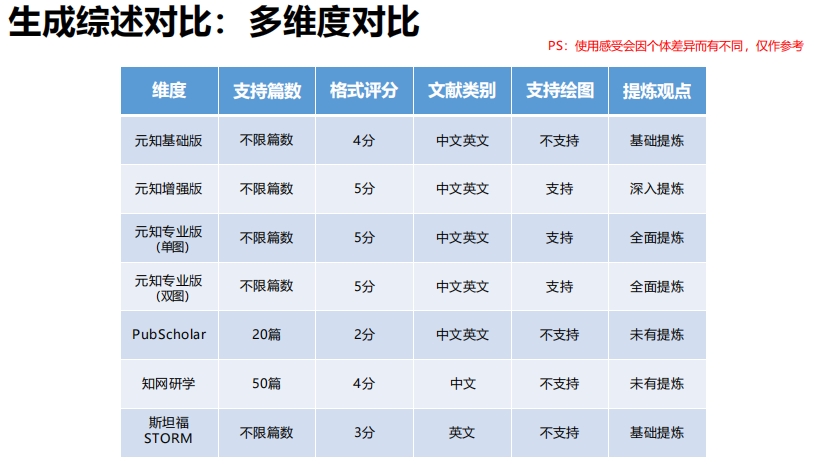 生成综述对比：多维度对比
PS：使用感受会因个体差异而有不同，仅作参考
维度 支持篇数 格式评分 文献类别 支持绘图 提炼观点
元知基础版 不限篇数 4分 中文英文 不支持 基础提炼
元知增强版 不限篇数 5分 中文英文 支持 深入提炼
元知专业版
(单图) 不限篇数 5分 中文英文 支持 全面提炼
元知专业版
(双图) 不限篇数 5分 中文英文 支持 全面提炼
PubScholar 20篇 2分 中文英文 不支持 未有提炼
知网研学 50篇 4分 中文 不支持 未有提炼
斯坦福
STORM 不限篇数 3分 英文 不支持 基础提炼